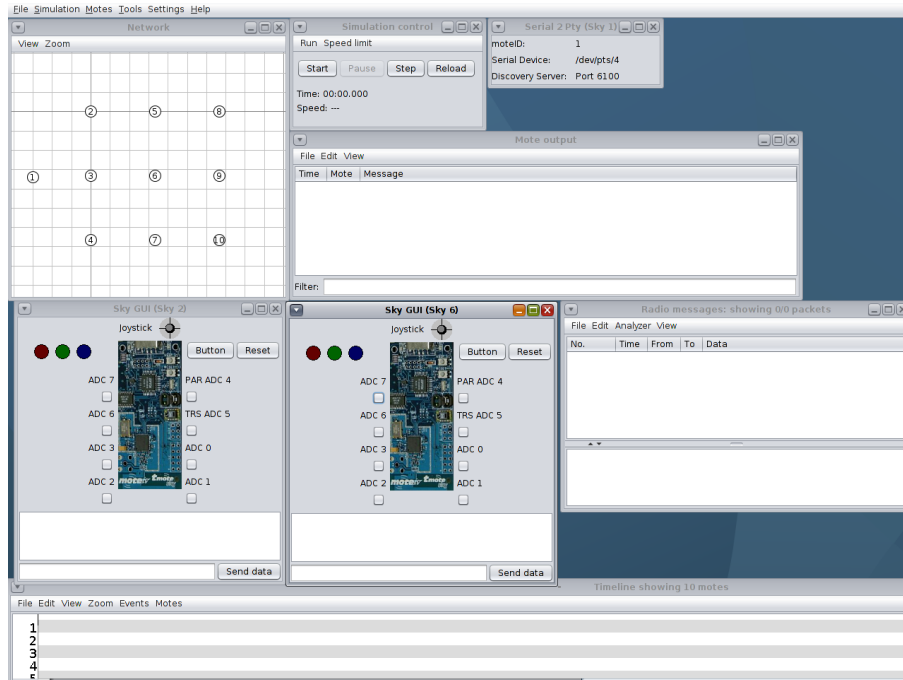 File Simulation Motes Tools Settings Help
Network
View Zoom
2 5 8
1 3 6 9
4 7 10
Simulation control
Run Speed limit
Start Pause Step Reload
Time: 00:00.000
Speed: ---
Serial 2 Pty (Sky 1)
moteID: 1
Serial Device: /dev/pts/4
Discovery Server: Port 6100
Mote output
File Edit View
Time Mote Message
Filter:
Sky GUI (Sky 2)
Joystick
Button Reset
ADC 7 PAR ADC 4
ADC 6 TRS ADC 5
ADC 3 ADC 0
ADC 2 ADC 1
moteiv tmote sky
Send data
Sky GUI (Sky 6)
Joystick
Button Reset
ADC 7 PAR ADC 4
ADC 6 TRS ADC 5
ADC 3 ADC 0
ADC 2 ADC 1
moteiv tmote sky
Send data
Radio messages: showing 0/0 packets
File Edit Analyzer View
No. Time From To Data
Timeline showing 10 motes
File Edit View Zoom Events Motes
1
2
3
4
5